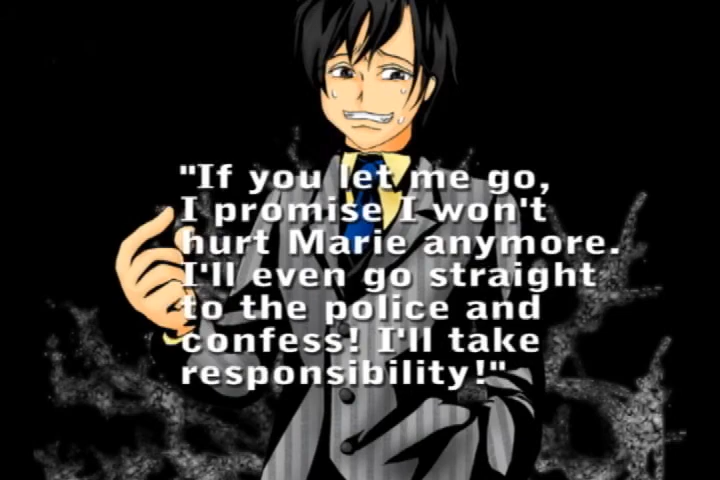 "If you let me go,
I promise I won't
hurt Marie anymore.
I'll even go straight
to the police and
confess! I'll take
responsibility!"